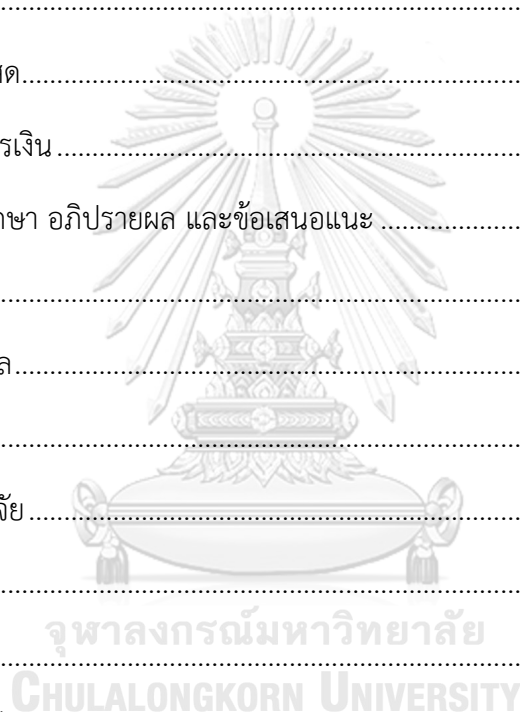 ........................................
ด........................................
รเงิน ........................................
ษา อภิปรายผล และข้อเสนอแนะ ....................
........................................
ล........................................
........................................
จัย ........................................
........................................
จุฬาลงกรณ์มหาวิทยาลัย
........................................
CHULALONGKORN UNIVERSITY